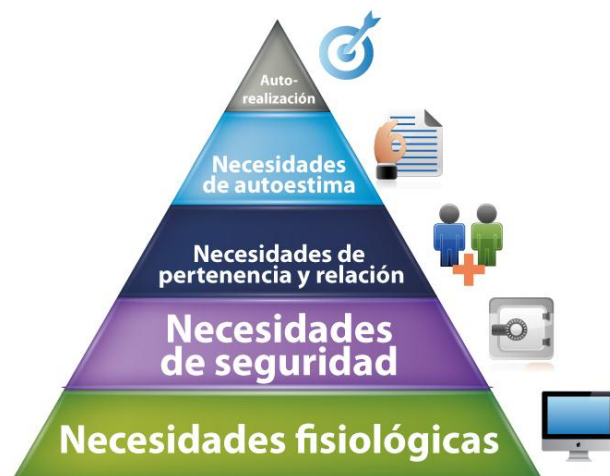 Auto-
realización
Necesidades
de autoestima
Necesidades de
pertenencia y relación
Necesidades
de seguridad
Necesidades fisiológicas